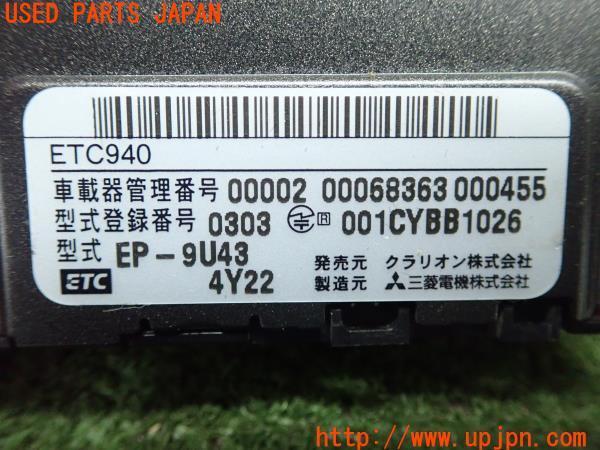 USED PARTS JAPAN
ETC940
車載器管理番号 00002 00068363 000455
型式登録番号 0303 R 001CYBB1026
型式 EP-9U43
ETC 4Y22
発売元 クラリオン株式会社
製造元 三菱電機株式会社
http://www.upjpn.com/